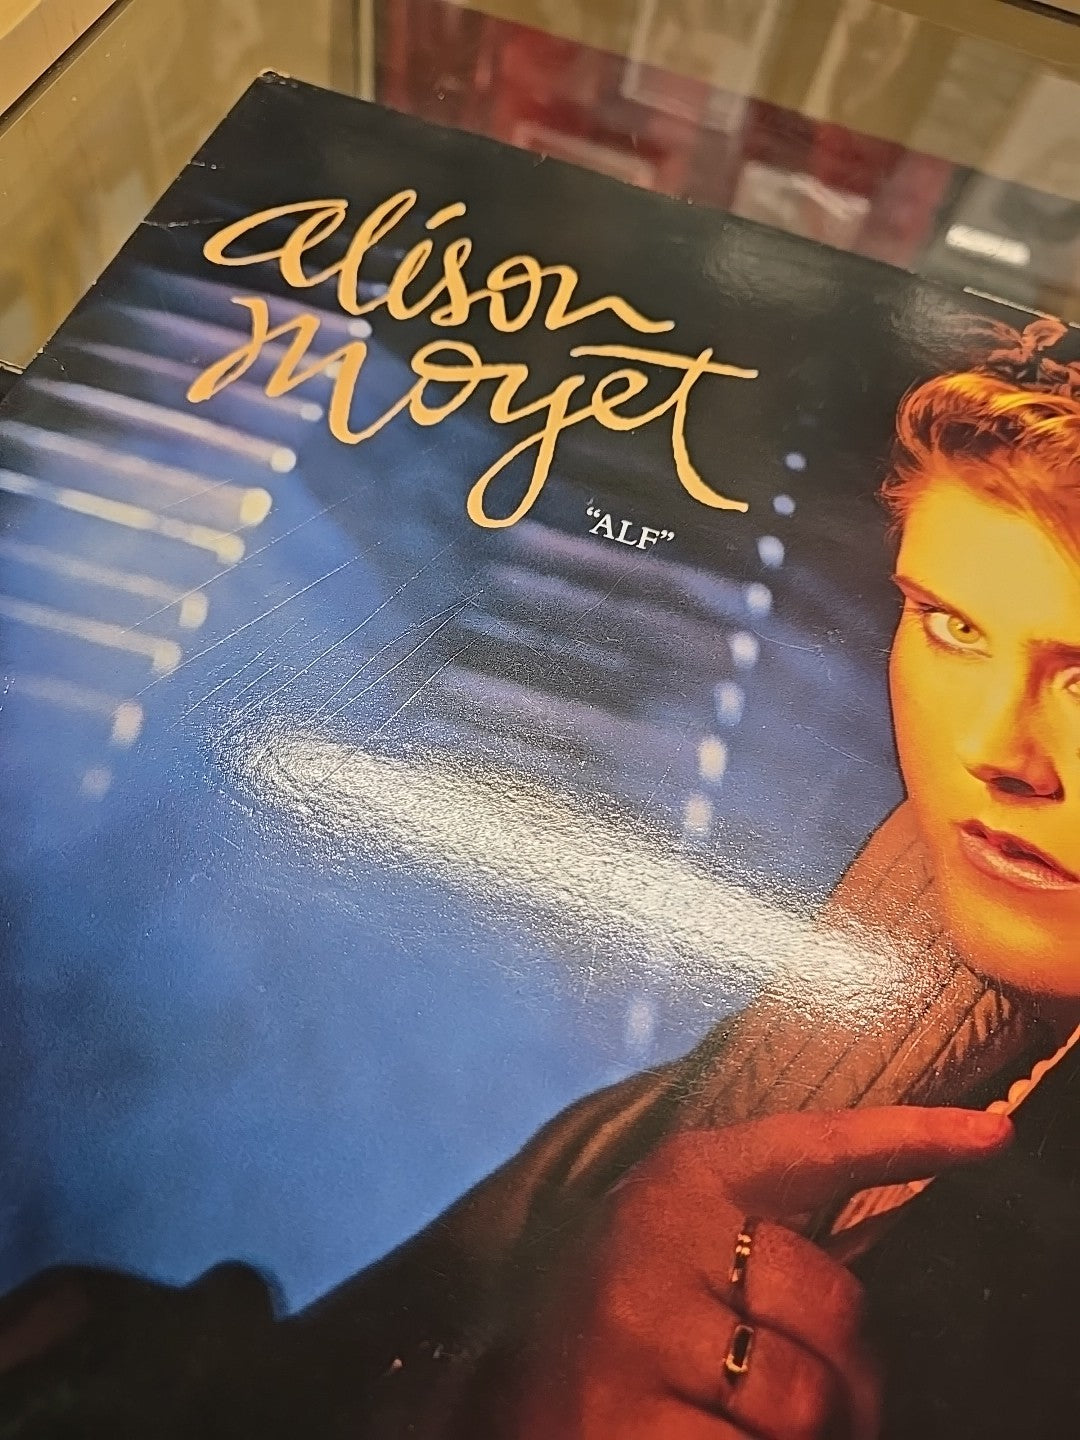 alison
moyet
“ALF”